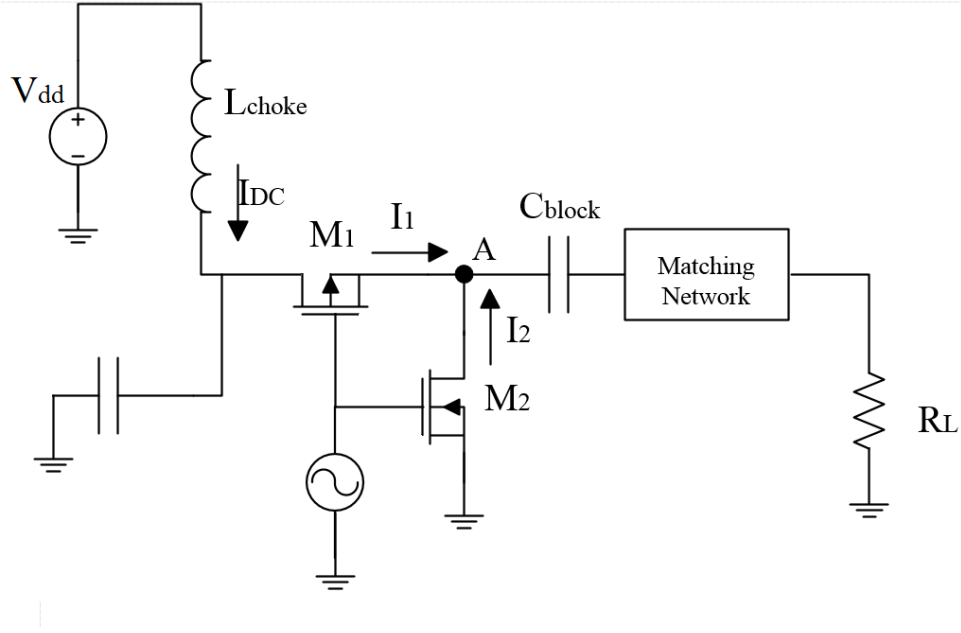 Vdd
Lchoke
IDC
M1
I1
A
Cblock
Matching
Network
I2
M2
RL